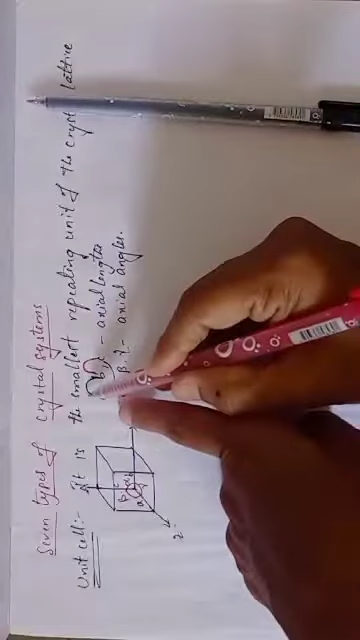 Seven types of crystal systems
Unit cell:- It is the smallest repeating unit of the crystal lattice
- axial lengths
β, γ - axial angles.